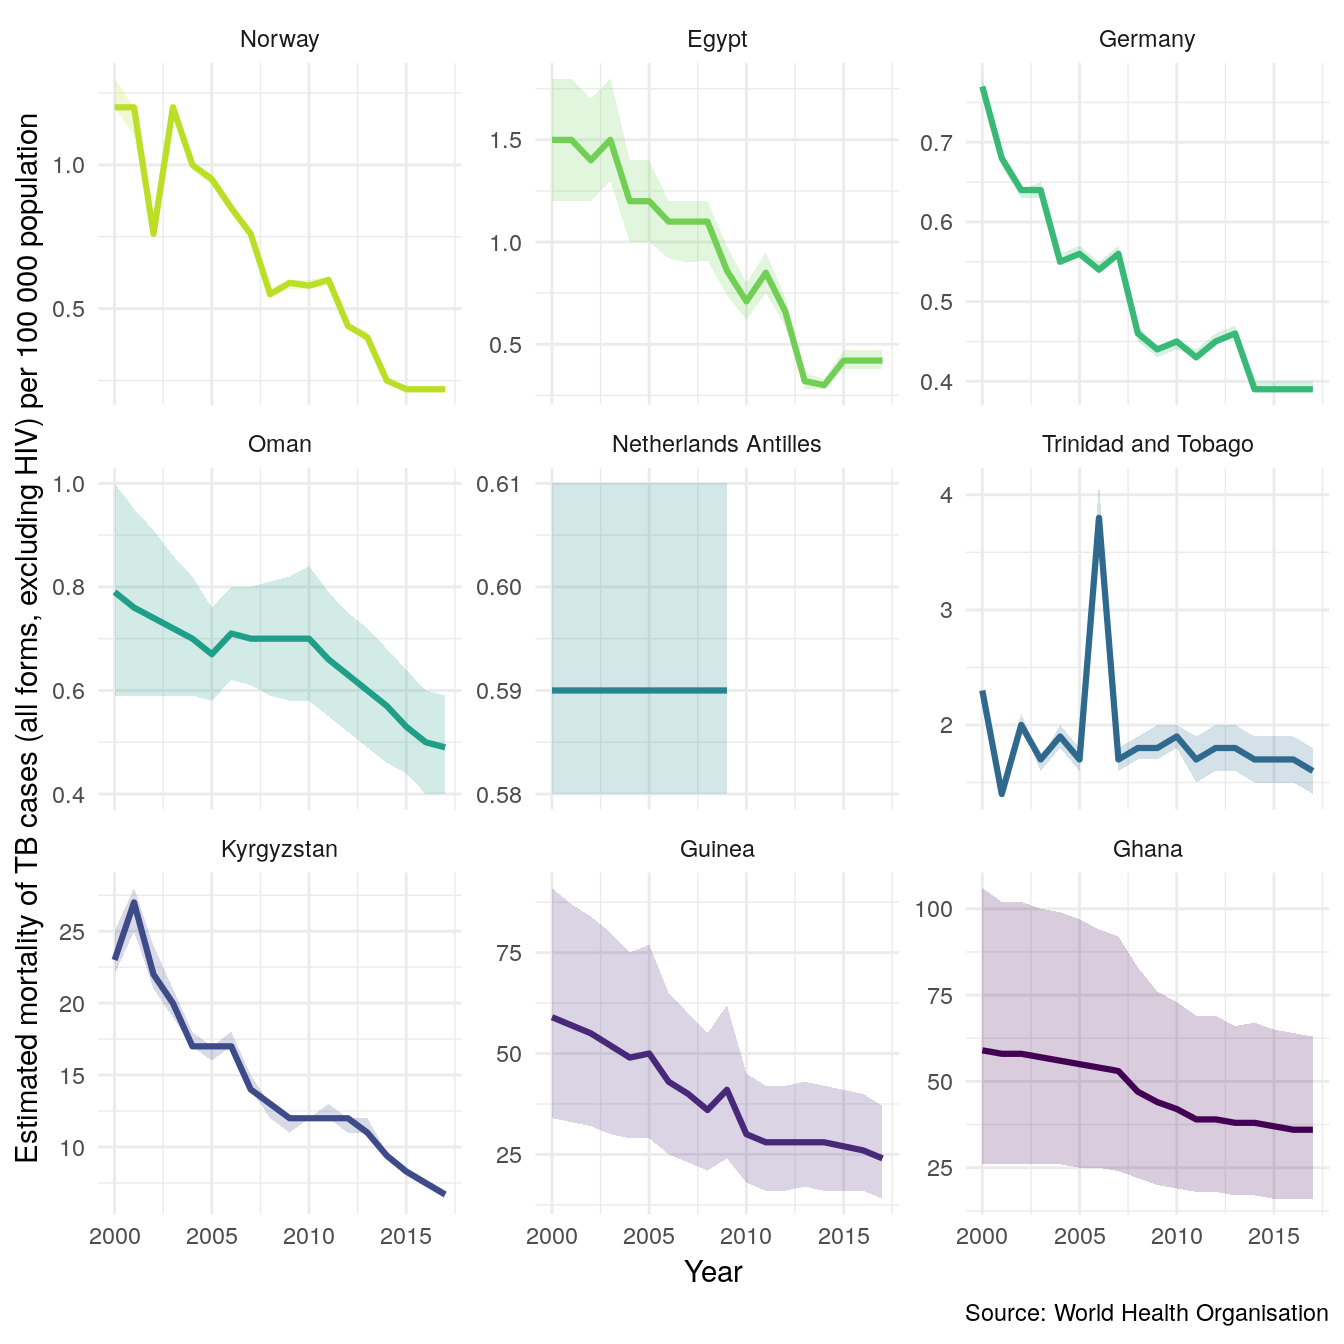 Norway
Egypt
Germany
1.0
0.5
1.5
1.0
0.5
0.7
0.6
0.5
0.4
Oman
Netherlands Antilles
Trinidad and Tobago
1.0
0.8
0.6
0.4
0.61
0.60
0.59
0.58
4
3
2
Kyrgyzstan
Guinea
Ghana
25
20
15
10
75
50
25
100
75
50
25
2000 2005 2010 2015
2000 2005 2010 2015
2000 2005 2010 2015
Year
Estimated mortality of TB cases (all forms, excluding HIV) per 100 000 population
Source: World Health Organisation